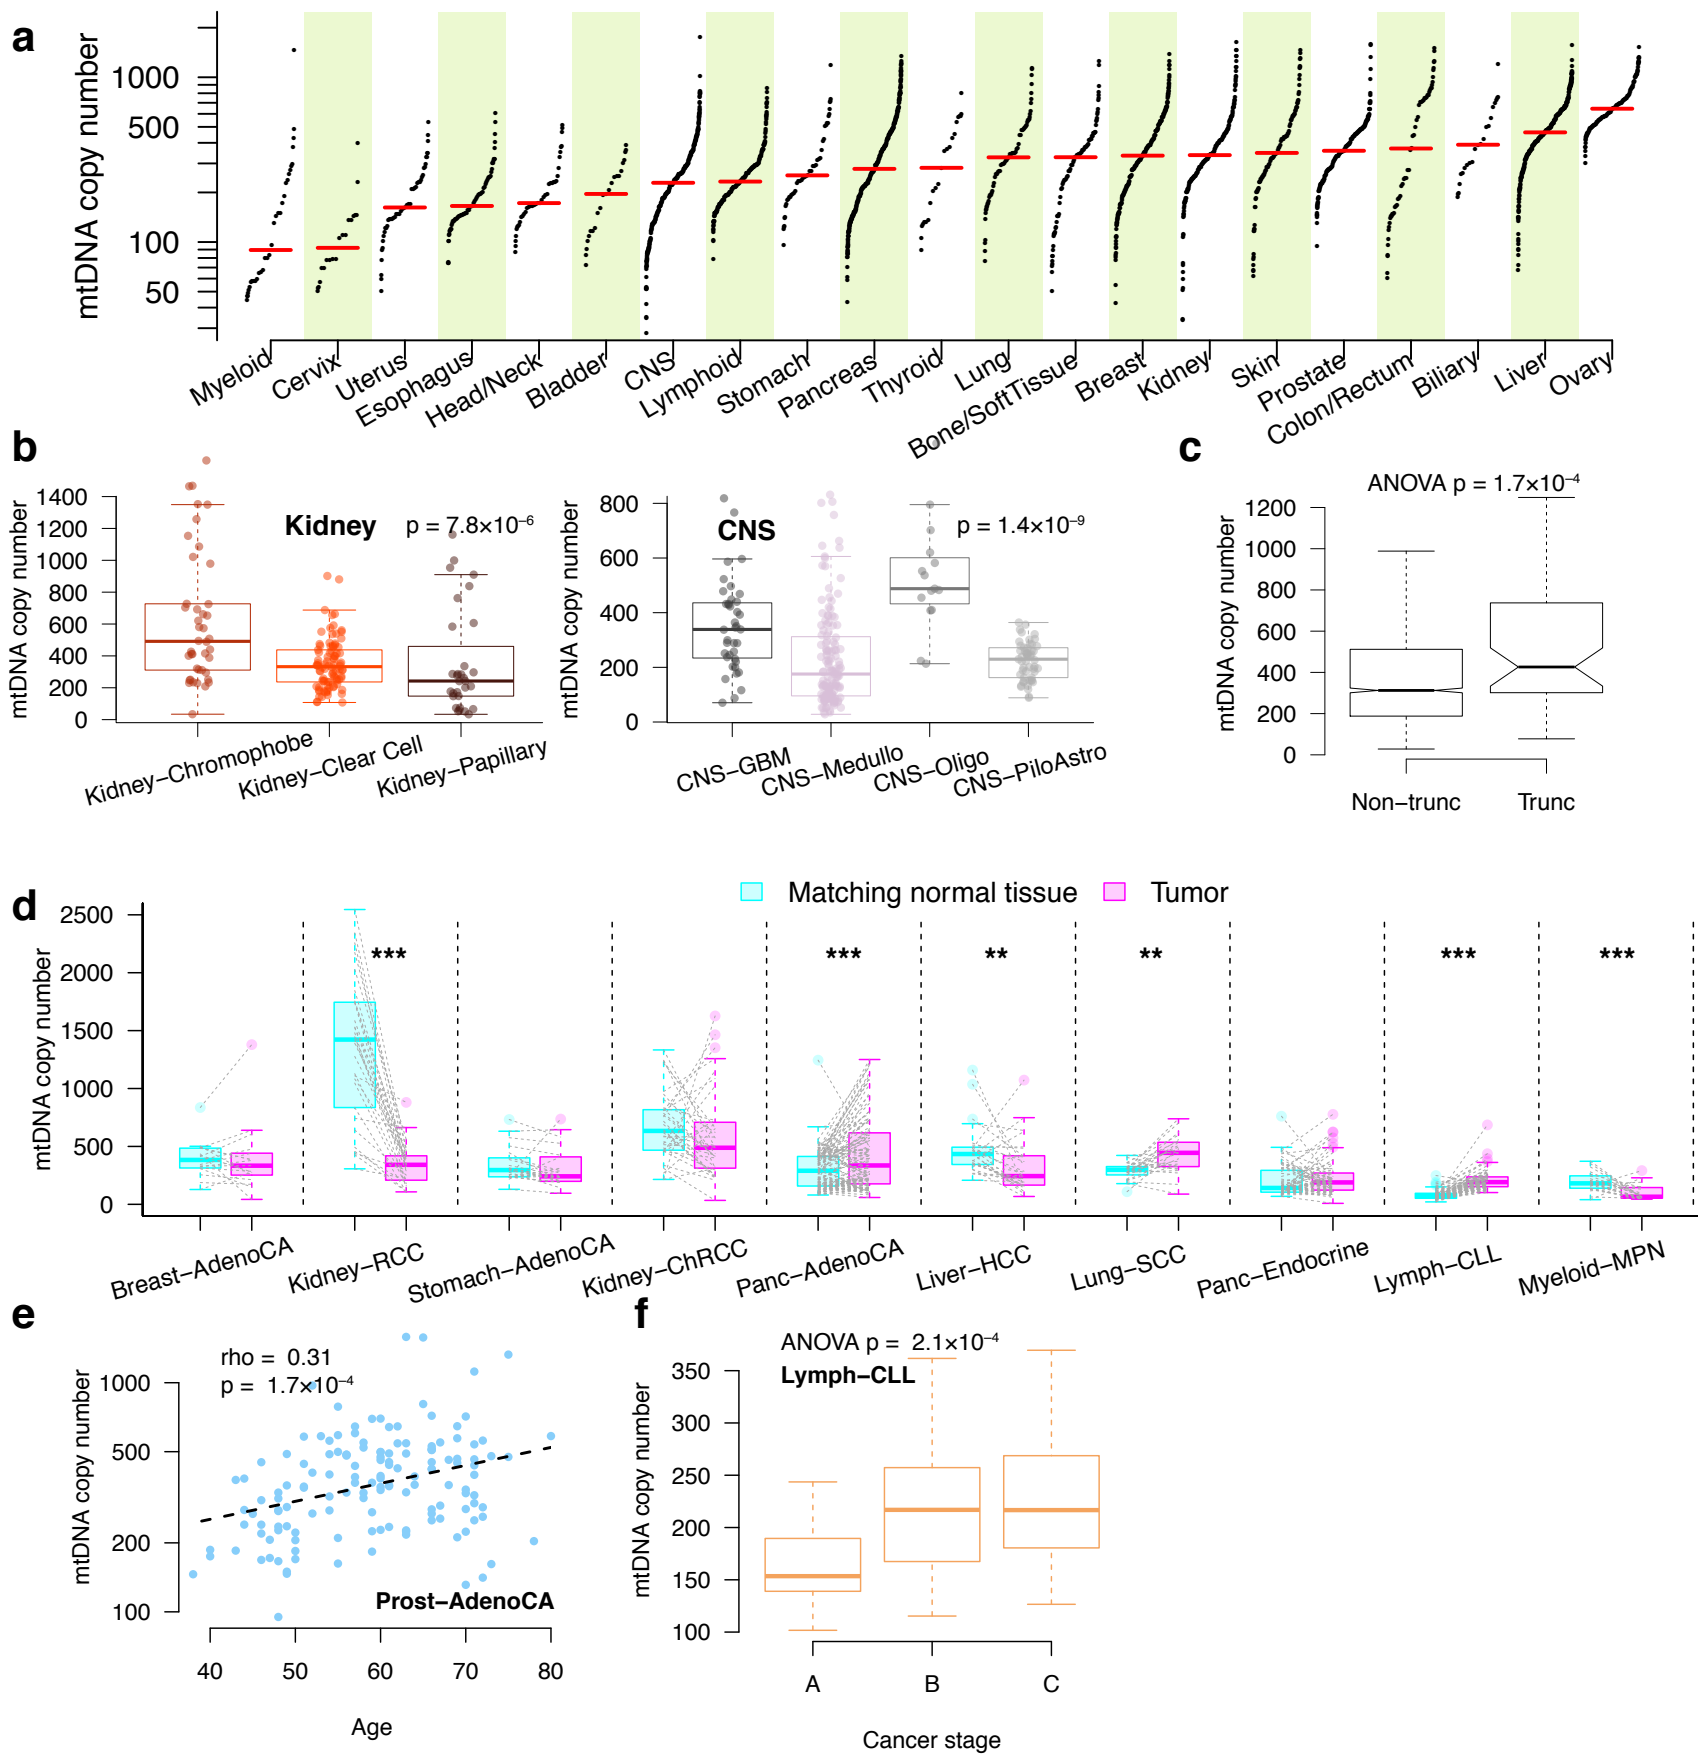 a
mtDNA copy number
1000
500
100
50
Myeloid
Cervix
Uterus
Esophagus
Head/Neck
Bladder
CNS
Lymphoid
Stomach
Pancreas
Thyroid
Lung
Bone/SoftTissue
Breast
Kidney
Skin
Prostate
Colon/Rectum
Biliary
Liver
Ovary
b
mtDNA copy number
1400
1200
1000
800
600
400
200
0
Kidney
p = 7.8×10⁻⁶
Kidney–Chromophobe
Kidney–Clear Cell
Kidney–Papillary
mtDNA copy number
800
600
400
200
0
CNS
p = 1.4×10⁻⁹
CNS–GBM
CNS–Medullo
CNS–Oligo
CNS–PiloAstro
c
ANOVA p = 1.7×10⁻⁴
mtDNA copy number
1200
1000
800
600
400
200
0
Non–trunc
Trunc
d
Matching normal tissue
Tumor
mtDNA copy number
2500
2000
1500
1000
500
0
***
***
**
**
***
***
Breast–AdenoCA
Kidney–RCC
Stomach–AdenoCA
Kidney–ChRCC
Panc–AdenoCA
Liver–HCC
Lung–SCC
Panc–Endocrine
Lymph–CLL
Myeloid–MPN
e
rho = 0.31
p = 1.7×10⁻⁴
mtDNA copy number
1000
500
200
100
Prost–AdenoCA
40
50
60
70
80
Age
f
ANOVA p = 2.1×10⁻⁴
Lymph–CLL
mtDNA copy number
350
300
250
200
150
100
A
B
C
Cancer stage